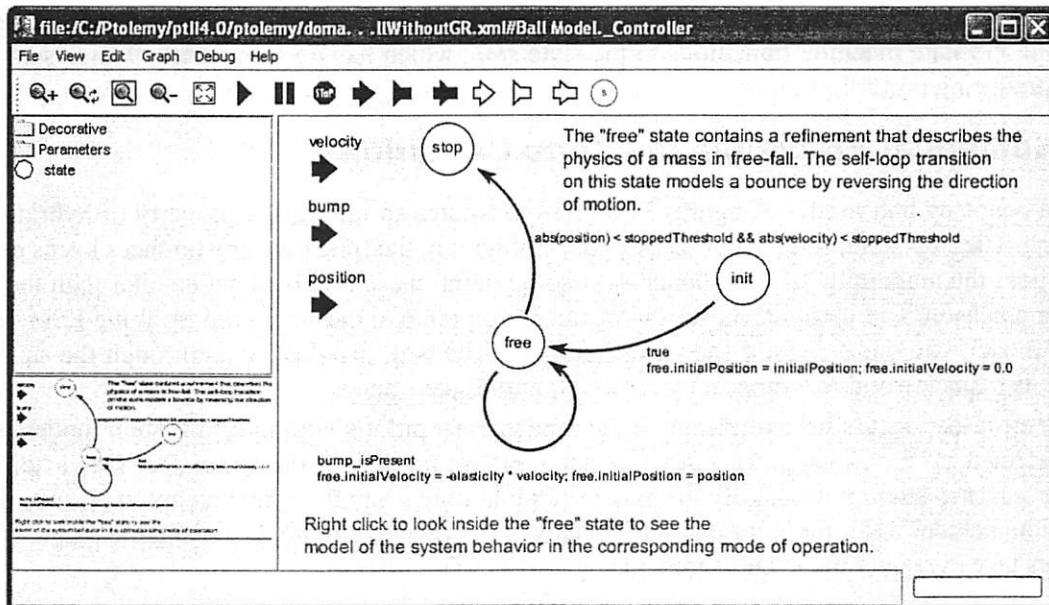 file:/C:/Ptolemy/ptII4.0/ptolemy/doma. . .llWithoutGR.xml#Ball Model._Controller
File View Edit Graph Debug Help
STOP
s
Decorative
Parameters
state
velocity
bump
position
stop
The "free" state contains a refinement that describes the
physics of a mass in free-fall. The self-loop transition
on this state models a bounce by reversing the direction
of motion.
abs(position) < stoppedThreshold && abs(velocity) < stoppedThreshold
init
free
true
free.initialPosition = initialPosition; free.initialVelocity = 0.0
bump_isPresent
free.initialVelocity = -elasticity * velocity; free.initialPosition = position
Right click to look inside the "free" state to see the
model of the system behavior in the corresponding mode of operation.